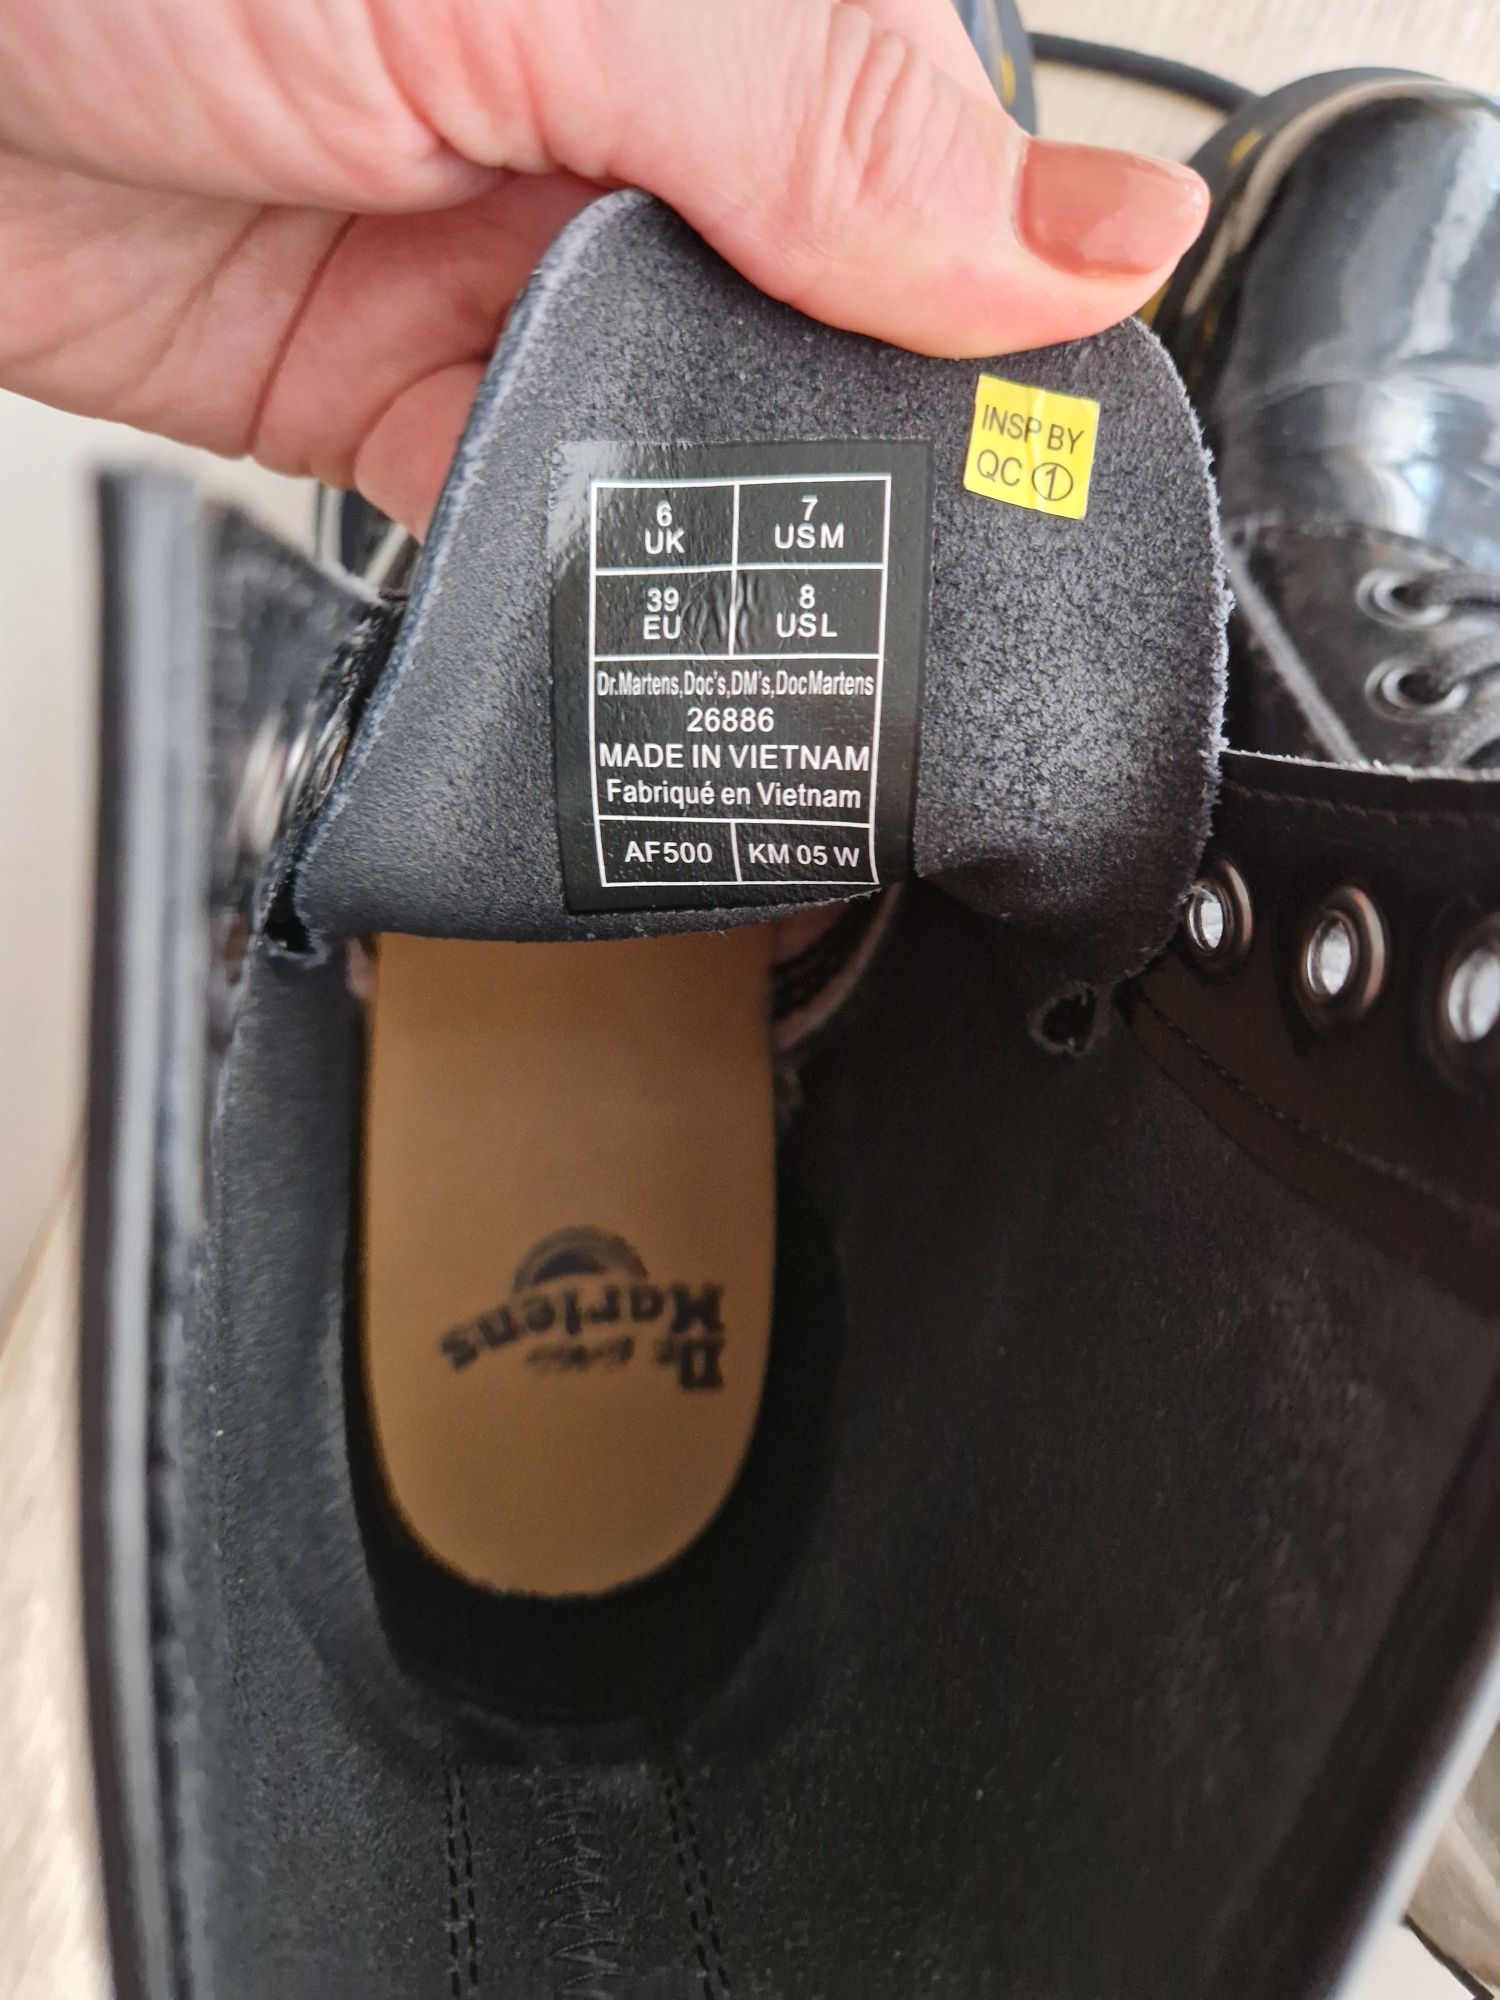 INSP BY
QC 1
6
UK
7
USM
39
EU
8
USL
Dr.Martens,Doc's,DM's,DocMartens
26886
MADE IN VIETNAM
Fabriqué en Vietnam
AF500
KM 05 W
Dr.
Martens